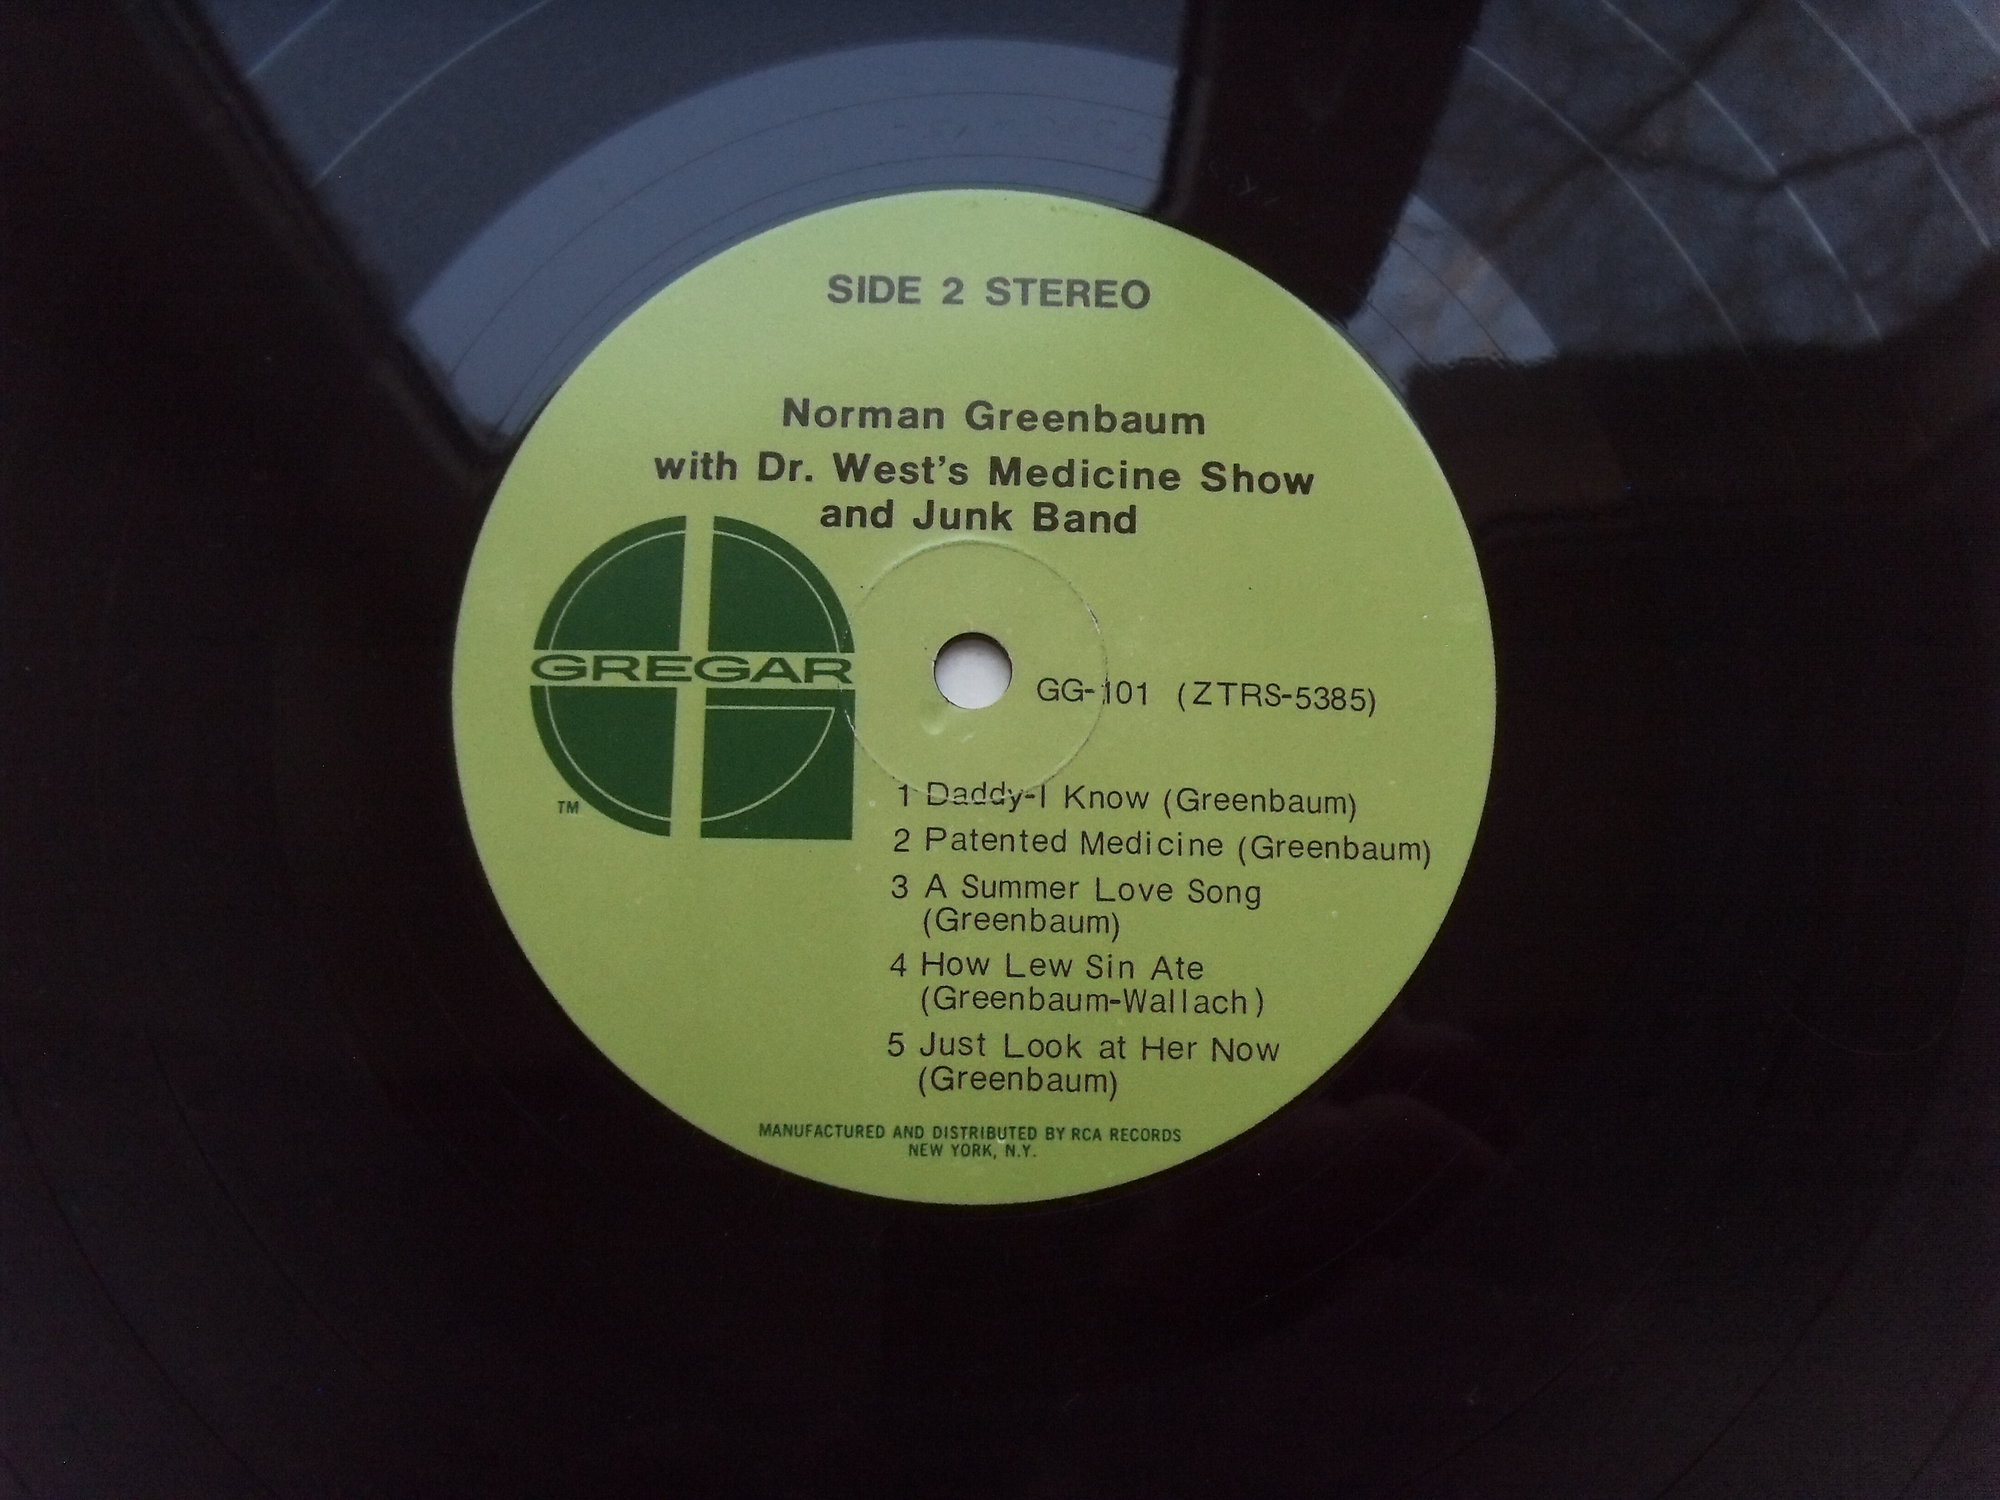 SIDE 2 STEREO
Norman Greenbaum
with Dr. West's Medicine Show
and Junk Band
GREGAR
TM
GG-101 (ZTRS-5385)
1 Daddy-I Know (Greenbaum)
2 Patented Medicine (Greenbaum)
3 A Summer Love Song
(Greenbaum)
4 How Lew Sin Ate
(Greenbaum-Wallach)
5 Just Look at Her Now
(Greenbaum)
MANUFACTURED AND DISTRIBUTED BY RCA RECORDS
NEW YORK, N.Y.